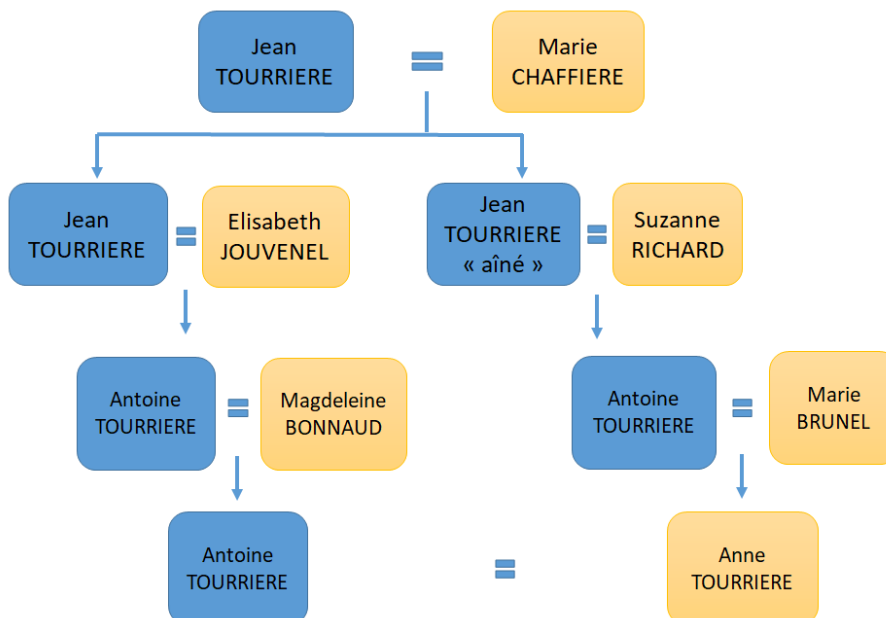 Jean
TOURRIERE
Marie
CHAFFIERE
Jean
TOURRIERE
Elisabeth
JOUVENEL
Jean
TOURRIERE
« aîné »
Suzanne
RICHARD
Antoine
TOURRIERE
Magdeleine
BONNAUD
Antoine
TOURRIERE
Marie
BRUNEL
Antoine
TOURRIERE
Anne
TOURRIERE